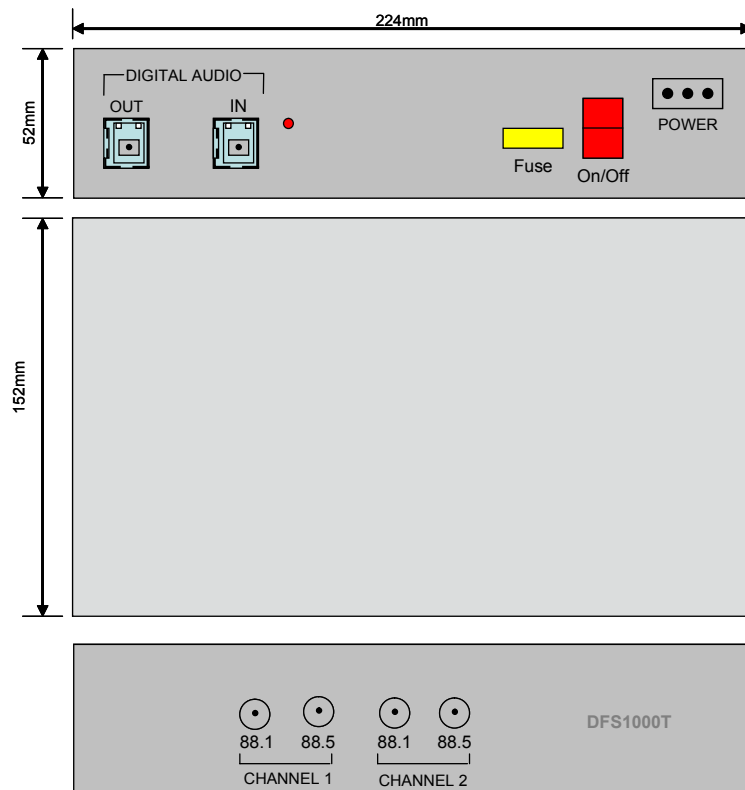 224mm
52mm
DIGITAL AUDIO
OUT
IN
POWER
Fuse
On/Off
152mm
DFS1000T
88.1
88.5
88.1
88.5
CHANNEL 1
CHANNEL 2